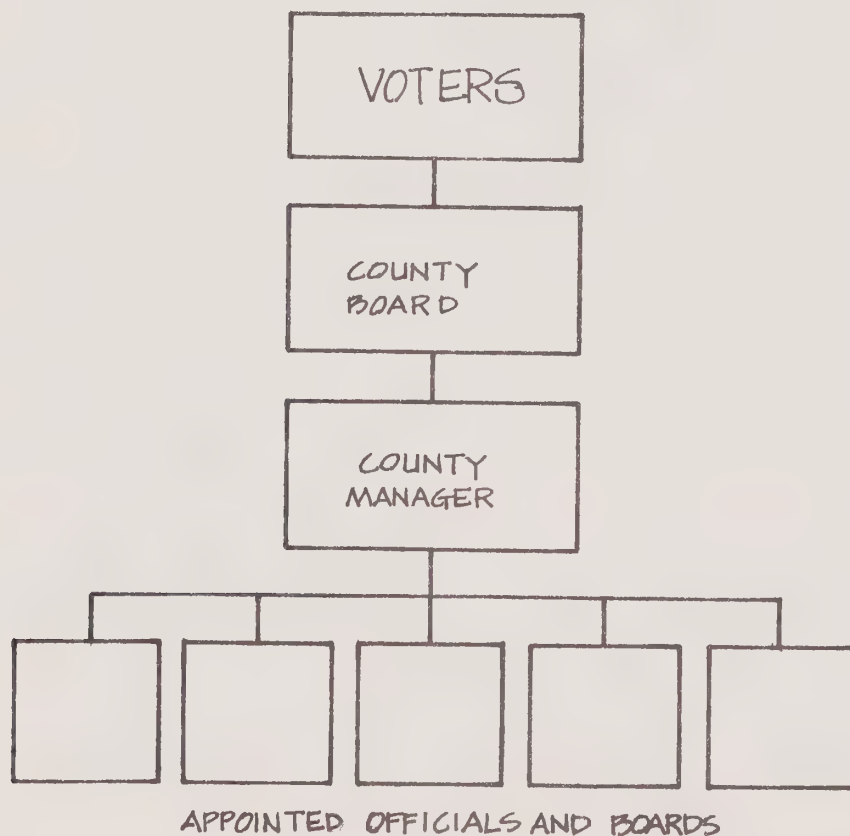 VOTERS
COUNTY
BOARD
COUNTY
MANAGER
APPOINTED OFFICIALS AND BOARDS